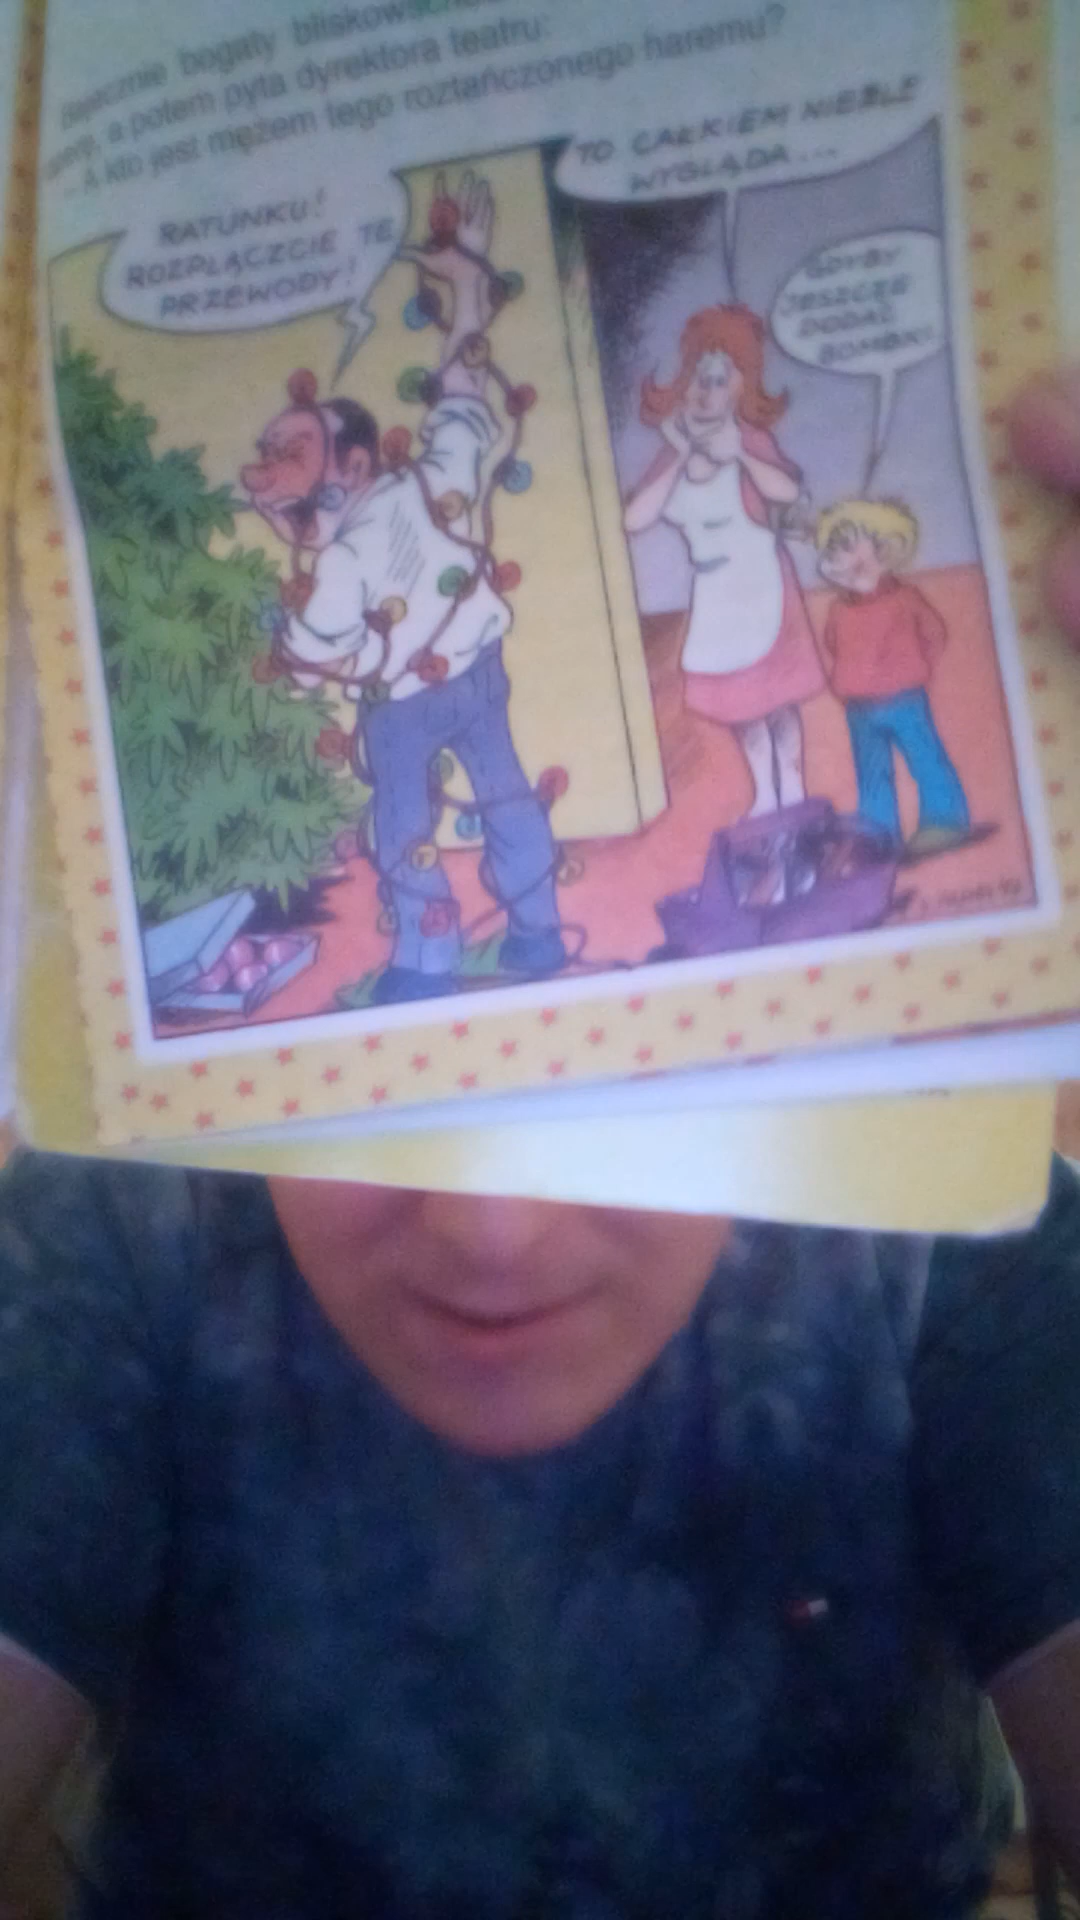 bogaty
a potem pyta dyrektora teatru:
- A kto jest mężem tego roztańczonego haremu?
RATUNKU!
ROZPLĄCZCIE TE
PRZEWODY!
TO CAŁKIEM NIEŹLE
WYGLĄDA...
GDYBY
JESZCZE
DODAĆ
BOMBKI